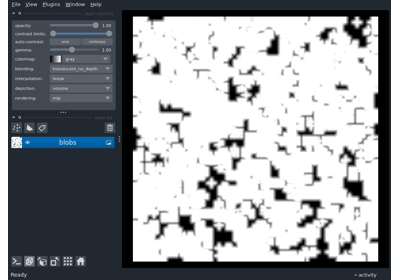 File View Plugins Window Help
opacity: 1.00
contrast limits:
auto-contrast: once continuous
gamma: 1.00
colormap: gray
blending: translucent_no_depth
interpolation: linear
depiction: volume
rendering: mip
blobs
Ready
activity